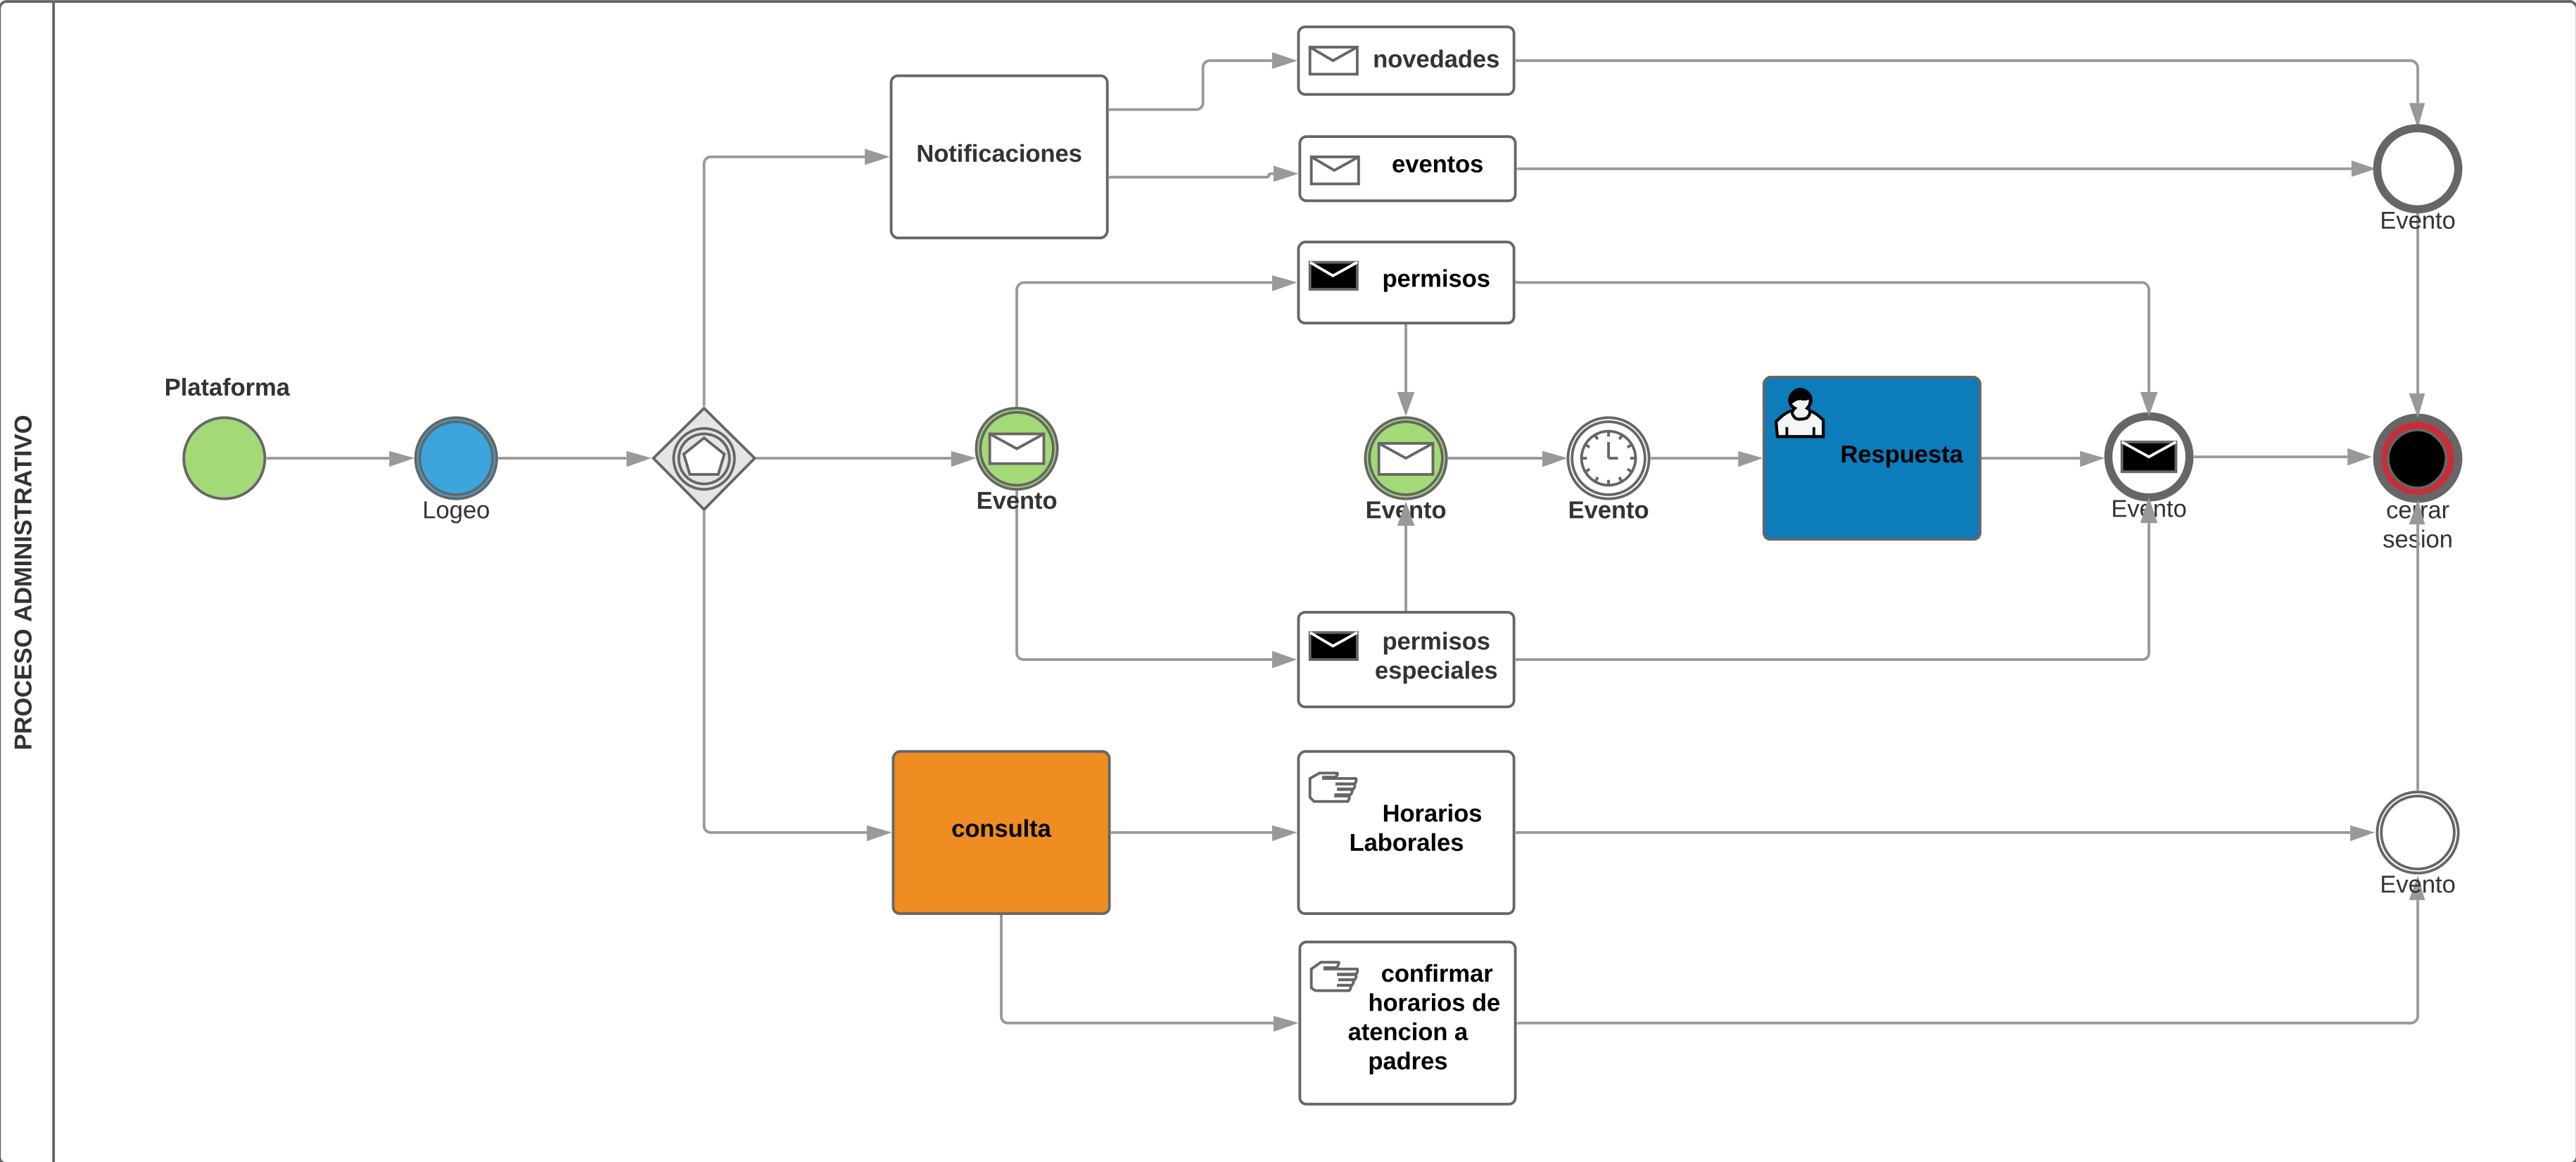 PROCESO ADMINISTRATIVO
novedades
Notificaciones
eventos
Evento
permisos
Plataforma
Logeo
Evento
Evento
Evento
Respuesta
Evento
cerrar
sesion
permisos
especiales
consulta
Horarios
Laborales
Evento
confirmar
horarios de
atencion a
padres